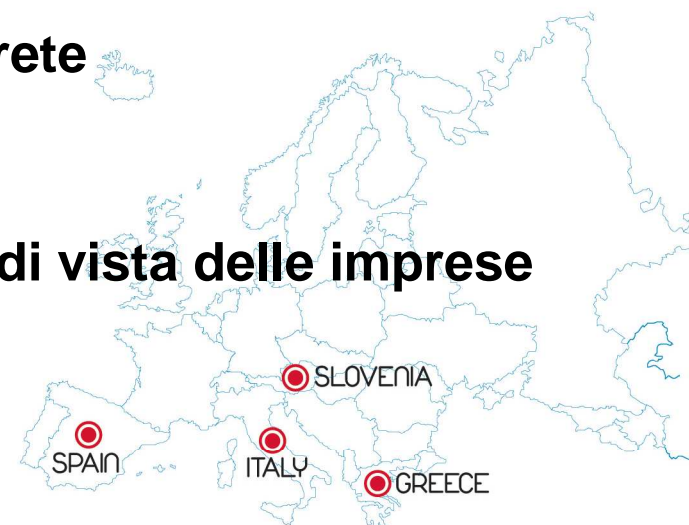 rete
di vista delle imprese
SLOVENIA
SPAIN
ITALY
GREECE